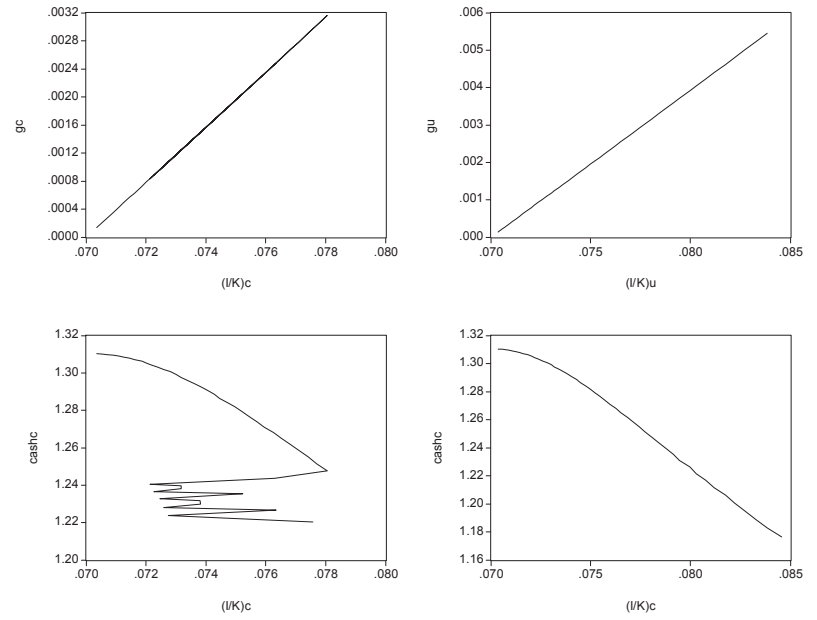 .0032
.0028
.0024
.0020
.0016
.0012
.0008
.0004
.0000
gc
.070 .072 .074 .076 .078 .080
(I/K)c
.006
.005
.004
.003
.002
.001
.000
gu
.070 .075 .080 .085
(I/K)u
1.32
1.30
1.28
1.26
1.24
1.22
1.20
cashc
.070 .072 .074 .076 .078 .080
(I/K)c
1.32
1.30
1.28
1.26
1.24
1.22
1.20
1.18
1.16
cashc
.070 .075 .080 .085
(I/K)c